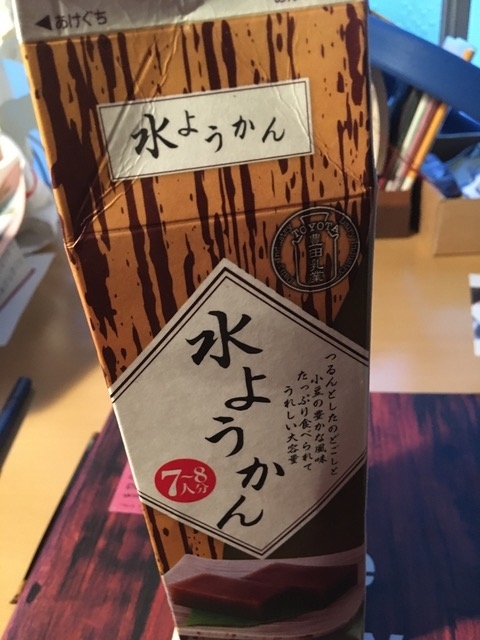 ◀あけぐち
水ようかん
TOYOTA
豊田乳業
水ようかん
つるんとしたのどごしと
小豆の豊かな風味
たっぷり食べられて
うれしい大容量
7〜8
人分